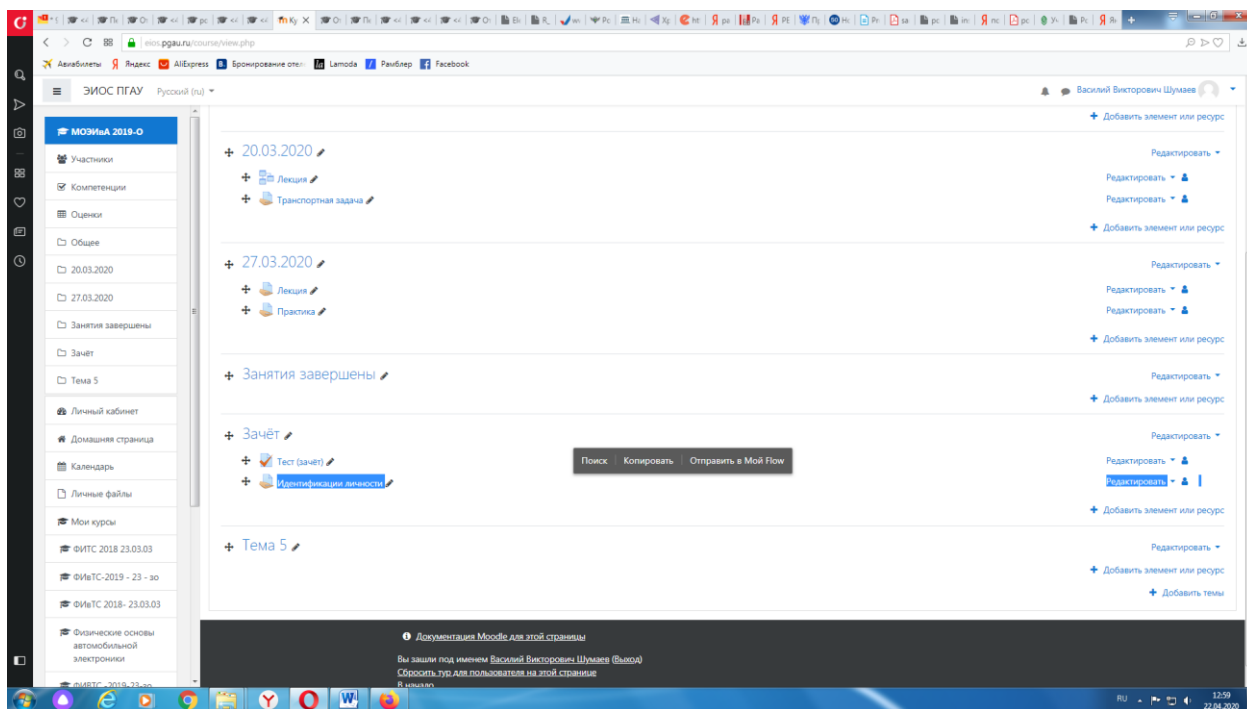 eios.pgau.ru/course/view.php
Авиабилеты Яндекс AliExpress Бронирование отел Lamoda Рамблер Facebook
ЭИОС ПГАУ Русский (ru)
Василий Викторович Шумаев
МОЭИвА 2019-О
Участники
Компетенции
Оценки
Общее
20.03.2020
27.03.2020
Занятия завершены
Зачёт
Тема 5
Личный кабинет
Домашняя страница
Календарь
Личные файлы
Мои курсы
ФИТС 2018 23.03.03
ФИвТС-2019 - 23 - зо
ФИвТС 2018- 23.03.03
Физические основы
автомобильной
электроники
Добавить элемент или ресурс
20.03.2020
Редактировать
Лекция
Редактировать
Транспортная задача
Редактировать
Добавить элемент или ресурс
27.03.2020
Редактировать
Лекция
Редактировать
Практика
Редактировать
Добавить элемент или ресурс
Занятия завершены
Редактировать
Добавить элемент или ресурс
Зачёт
Редактировать
Поиск Копировать Отправить в Мой Flow
Тест (зачёт)
Редактировать
Идентификации личности
Редактировать
Добавить элемент или ресурс
Тема 5
Редактировать
Добавить элемент или ресурс
Добавить темы
Документация Moodle для этой страницы
Вы зашли под именем Василий Викторович Шумаев (Выход)
Сбросить тур для пользователя на этой странице
В начало
RU
12:59
22.04.2020